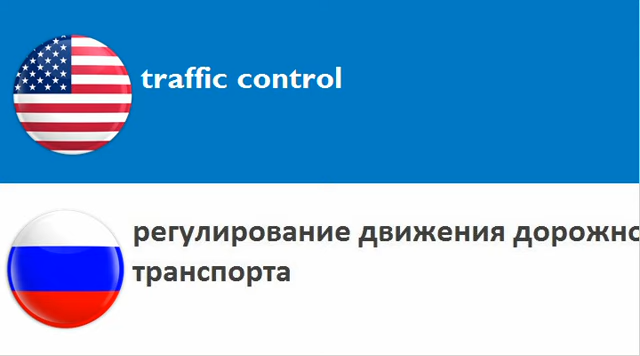 traffic control
регулирование движения дорожно
транспорта